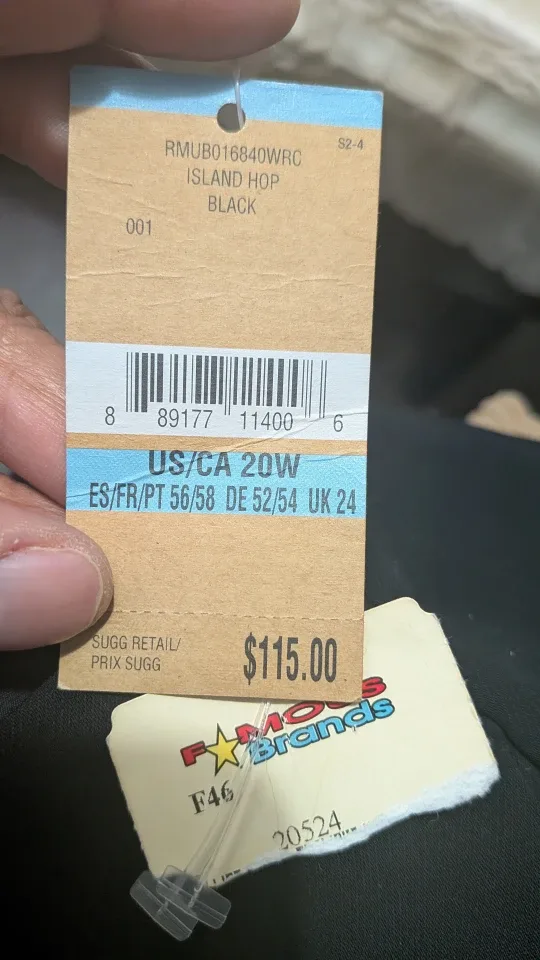 RMUB016840WRC
S2-4
ISLAND HOP
BLACK
001
8 89177 11400 6
US/CA 20W
ES/FR/PT 56/58 DE 52/54 UK 24
SUGG RETAIL/
PRIX SUGG
$115.00
FAMOUS
Brands
F46
20524